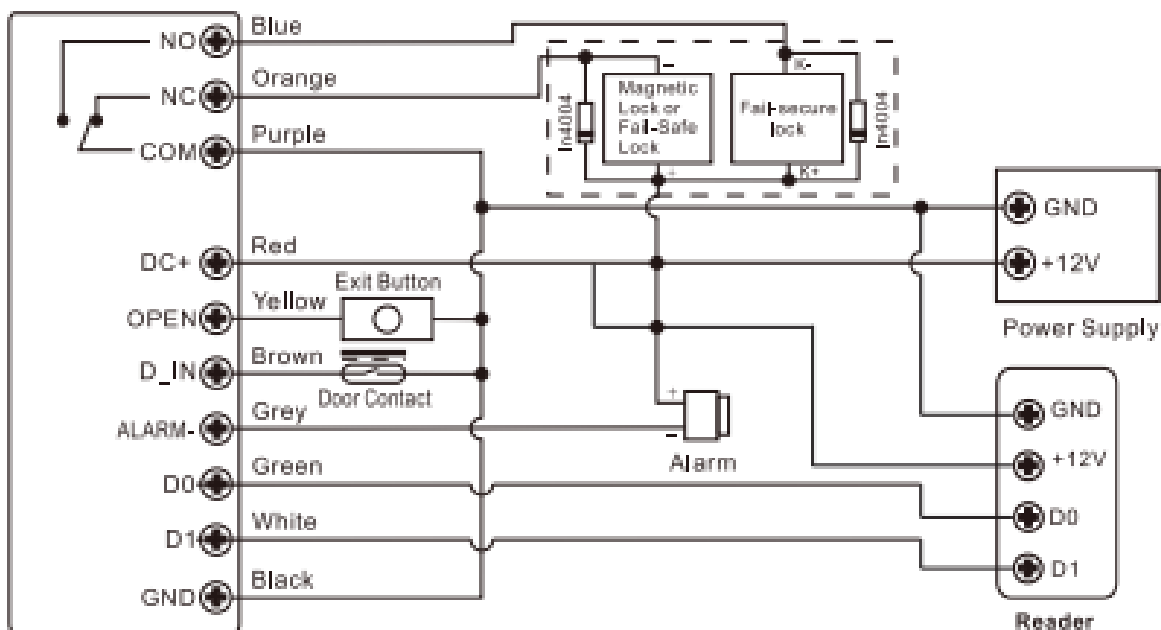 NO Blue
NC Orange
COM Purple
DC+ Red
OPEN Yellow
Exit Button
D_IN Brown
Door Contact
ALARM- Grey
D0 Green
D1 White
GND Black
In4004
-
Magnetic
Lock or
Fail-Safe
Lock
+
K-
Fail-secure
lock
K+
In4004
GND
+12V
Power Supply
+
-
Alarm
GND
+12V
D0
D1
Reader